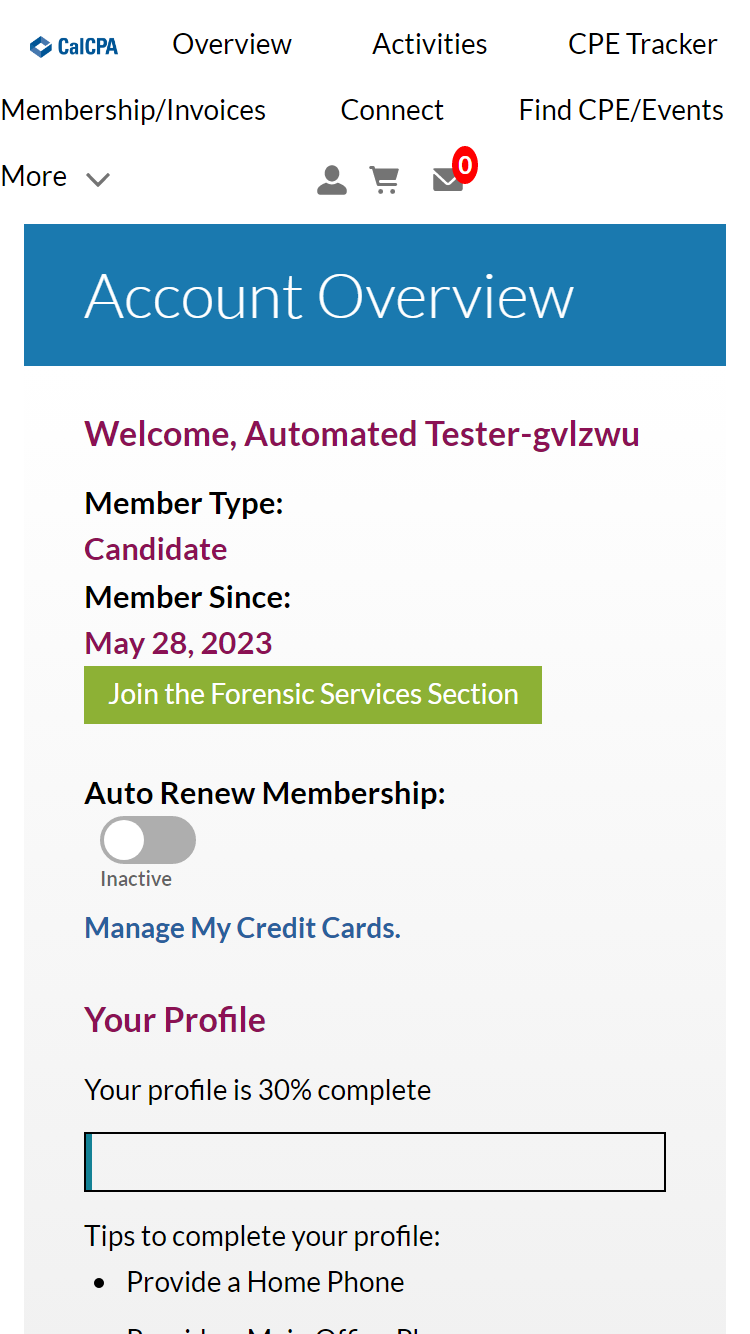 CalCPA Overview Activities CPE Tracker
Membership/Invoices Connect Find CPE/Events
More 0
Account Overview
Welcome, Automated Tester-gvlzwu
Member Type:
Candidate
Member Since:
May 28, 2023
Join the Forensic Services Section
Auto Renew Membership:
Inactive
Manage My Credit Cards.
Your Profile
Your profile is 30% complete
Tips to complete your profile:
• Provide a Home Phone